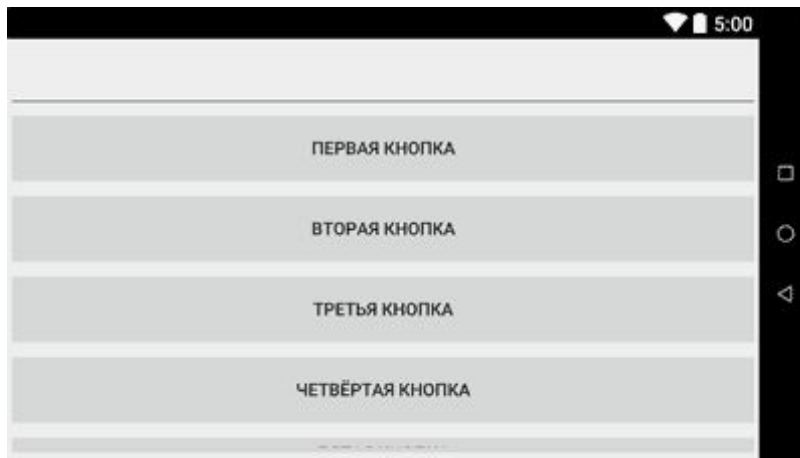 5:00
ПЕРВАЯ КНОПКА
ВТОРАЯ КНОПКА
ТРЕТЬЯ КНОПКА
ЧЕТВЁРТАЯ КНОПКА